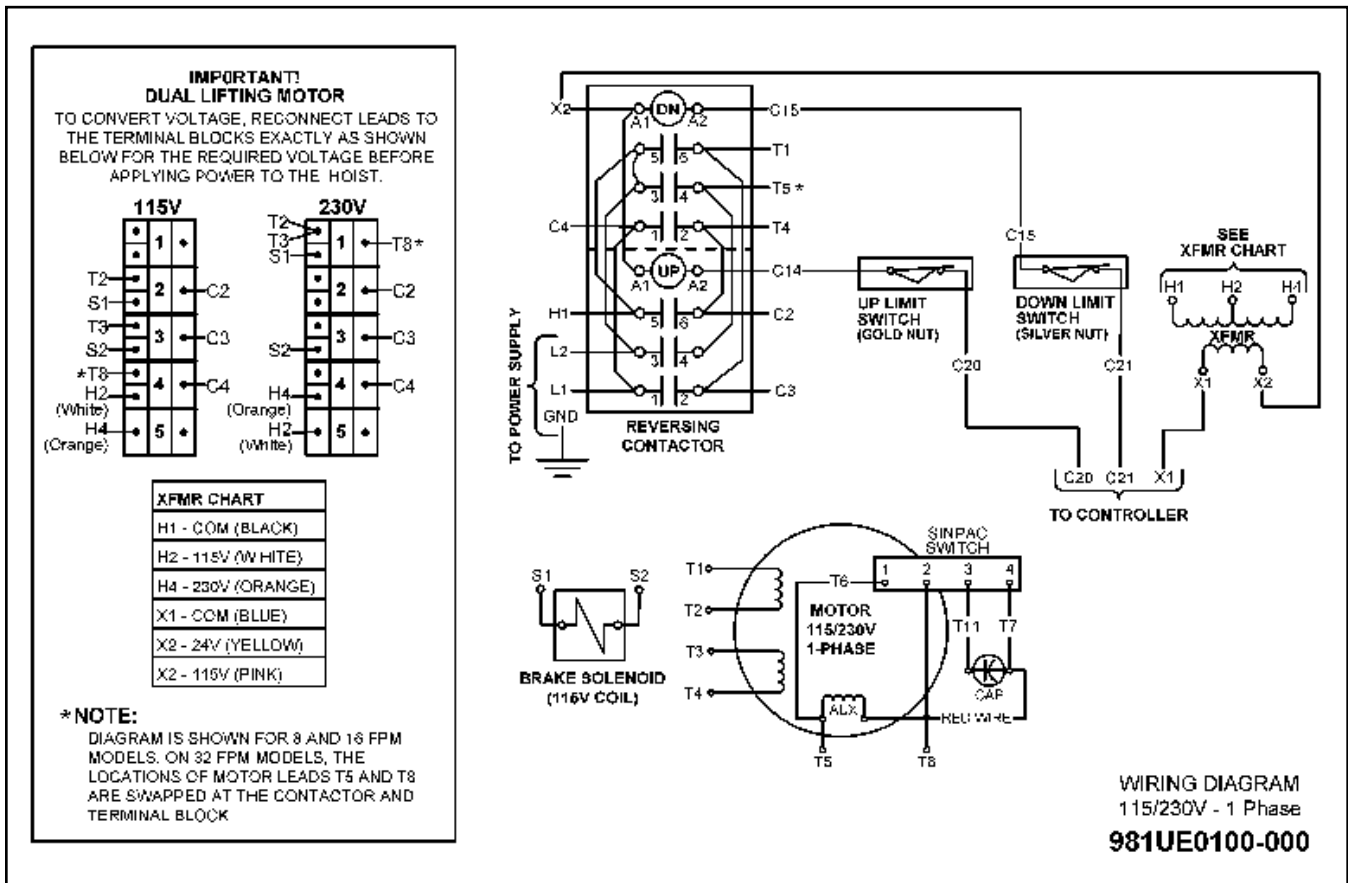 IMPORTANT!
DUAL LIFTING MOTOR
TO CONVERT VOLTAGE, RECONNECT LEADS TO
THE TERMINAL BLOCKS EXACTLY AS SHOWN
BELOW FOR THE REQUIRED VOLTAGE BEFORE
APPLYING POWER TO THE HOIST.
115V
1
T2
2
C2
S1
T3
3
C3
S2
*T8
4
C4
H2
(White)
H4
5
(Orange)
230V
T2
T3
1
T8*
S1
2
C2
3
C3
S2
H4
4
C4
(Orange)
H2
5
(White)
XFMR CHART
H1 - COM (BLACK)
H2 - 115V (WHITE)
H4 - 230V (ORANGE)
X1 - COM (BLUE)
X2 - 24V (YELLOW)
X2 - 115V (PINK)
*NOTE:
DIAGRAM IS SHOWN FOR 8 AND 16 FPM
MODELS. ON 32 FPM MODELS, THE
LOCATIONS OF MOTOR LEADS T5 AND T8
ARE SWAPPED AT THE CONTACTOR AND
TERMINAL BLOCK
X2
DN
A1
A2
C15
5
6
T1
3
4
T5*
C4
1
2
T4
UP
A1
A2
C14
H1
5
6
C2
L2
3
4
L1
1
2
C3
GND
TO POWER SUPPLY
REVERSING
CONTACTOR
UP LIMIT
SWITCH
(GOLD NUT)
C20
C15
DOWN LIMIT
SWITCH
(SILVER NUT)
C21
SEE
XFMR CHART
H1
H2
H4
XFMR
X1
X2
C20
C21
X1
TO CONTROLLER
S1
S2
BRAKE SOLENOID
(115V COIL)
T1
T2
T3
T4
MOTOR
115/230V
1-PHASE
SINPAC
SWITCH
1
2
3
4
T6
T11
T7
K
CAP
AUX
RED WIRE
T5
T8
WIRING DIAGRAM
115/230V - 1 Phase
981UE0100-000